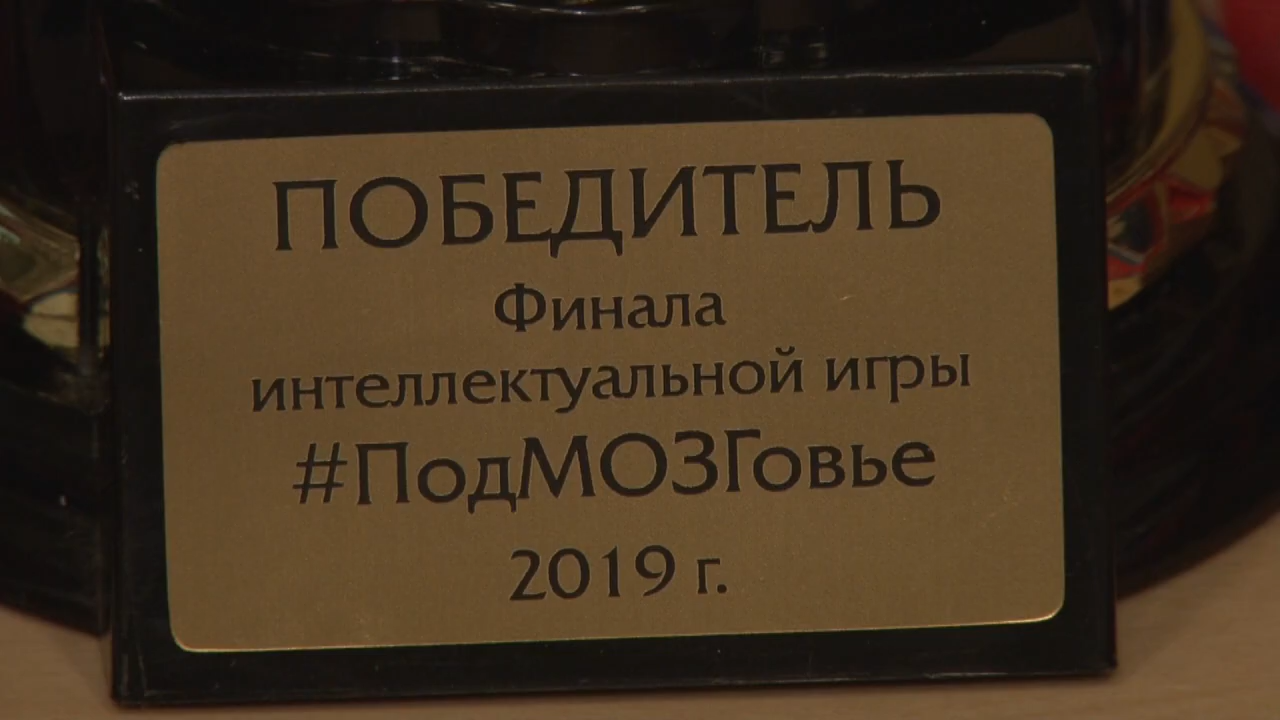 ПОБЕДИТЕЛЬ
Финала
интеллектуальной игры
#ПодМОЗГовье
2019 г.